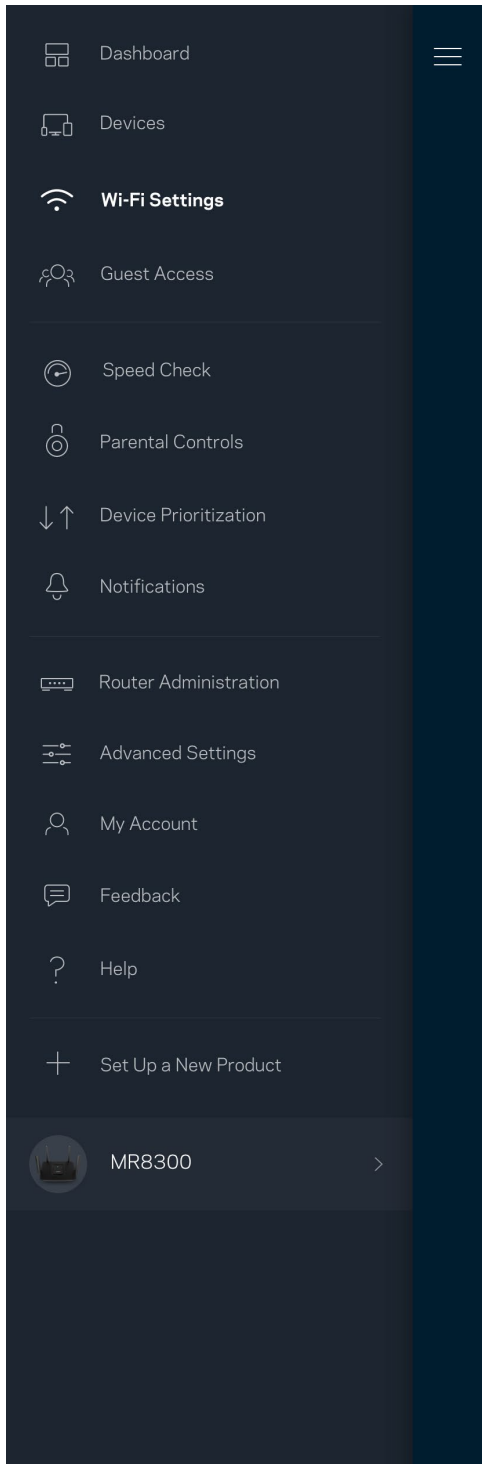 Dashboard
Devices
Wi-Fi Settings
Guest Access
Speed Check
Parental Controls
Device Prioritization
Notifications
Router Administration
Advanced Settings
My Account
Feedback
Help
Set Up a New Product
MR8300